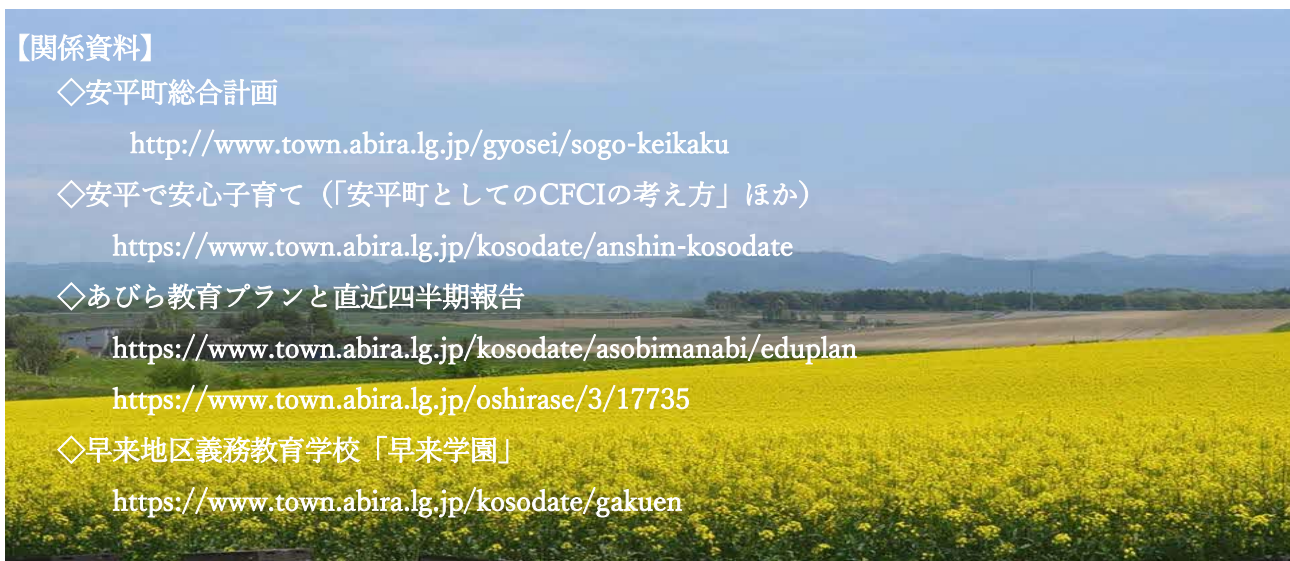 【関係資料】
◇安平町総合計画
http://www.town.abira.lg.jp/gyosei/sogo-keikaku
◇安平で安心子育て（「安平町としてのCFCIの考え方」ほか）
https://www.town.abira.lg.jp/kosodate/anshin-kosodate
◇あびら教育プランと直近四半期報告
https://www.town.abira.lg.jp/kosodate/asobimanabi/eduplan
https://www.town.abira.lg.jp/oshirase/3/17735
◇早来地区義務教育学校「早来学園」
https://www.town.abira.lg.jp/kosodate/gakuen